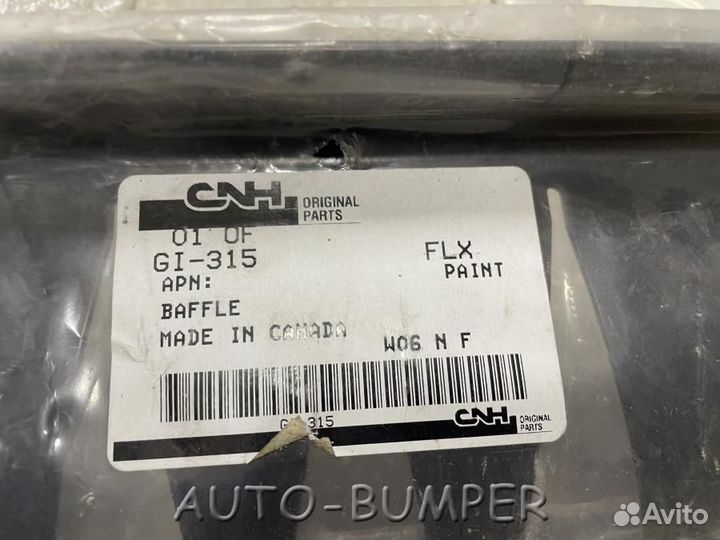 CNH ORIGINAL
PARTS
01 OF
GI-315
FLX
PAINT
APN:
BAFFLE
MADE IN CANADA
W06 N F
315
CNH ORIGINAL
PARTS
AUTO-BUMPER
Avito